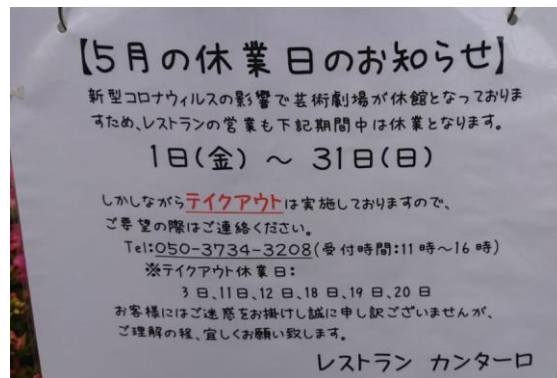 【5月の休業日のお知らせ】
新型コロナウィルスの影響で芸術劇場が休館となっておりま
すため、レストランの営業も下記期間中は休業となります。
1日(金) ～ 31日(日)
しかしながらテイクアウトは実施しておりますので、
ご要望の際はご連絡ください。
Tel:050-3734-3208(受付時間:11時～16時)
※テイクアウト休業日:
3日、11日、12日、18日、19日、20日
お客様にはご迷惑をお掛けし誠に申し訳ございませんが、
ご理解の程、宜しくお願い致します。
レストラン カンターロ